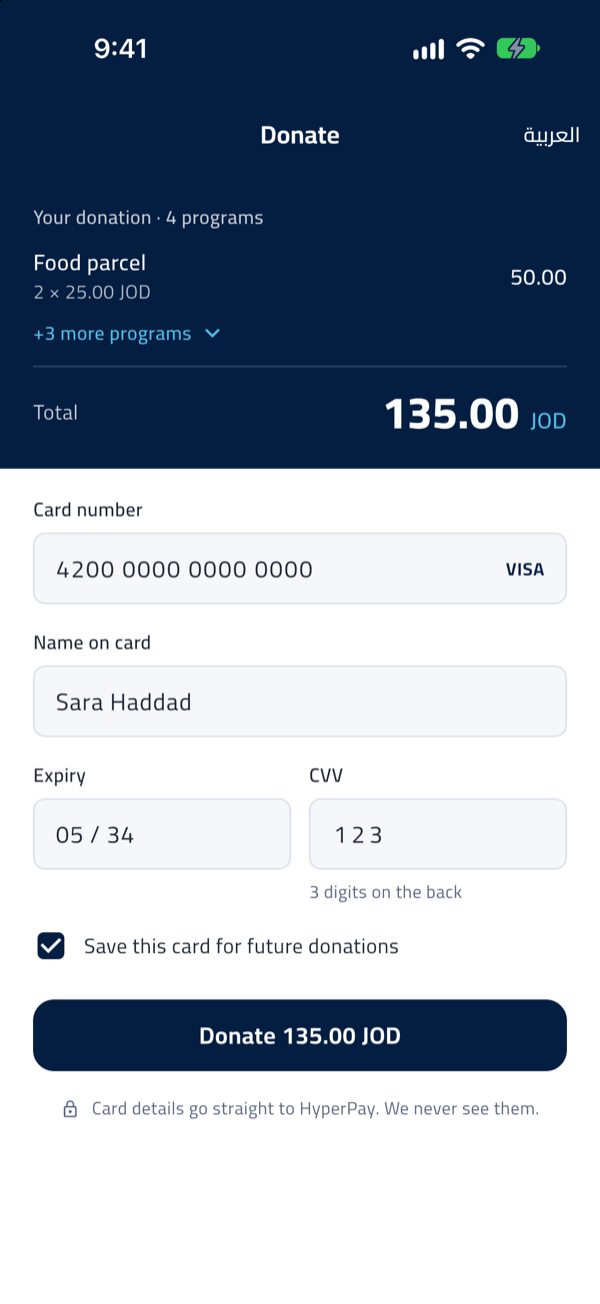 9:41
Donate
العربية
Your donation · 4 programs
Food parcel
50.00
2 × 25.00 JOD
+3 more programs
Total
135.00 JOD
Card number
4200 0000 0000 0000
VISA
Name on card
Sara Haddad
Expiry
CVV
05 / 34
123
3 digits on the back
Save this card for future donations
Donate 135.00 JOD
Card details go straight to HyperPay. We never see them.